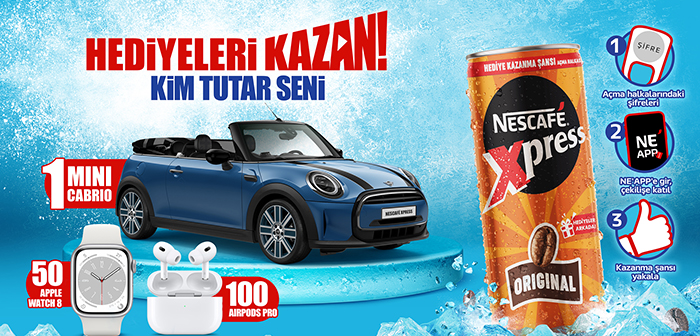 HEDİYELERİ KAZAN!
KİM TUTAR SENİ
1 MINI
CABRIO
50
APPLE
WATCH 8
100
AIRPODS PRO
NESCAFÉ XPRESS
HEDİYE KAZANMA ŞANSI
NESCAFÉ
Xpress
HEDİYELER
ARKADA!
ORIGINAL
1
ŞİFRE
Açma halkalarındaki
şifreleri
2
NE'
APP
NE'APP'e gir,
çekilişe katıl
3
Kazanma şansı
yakala